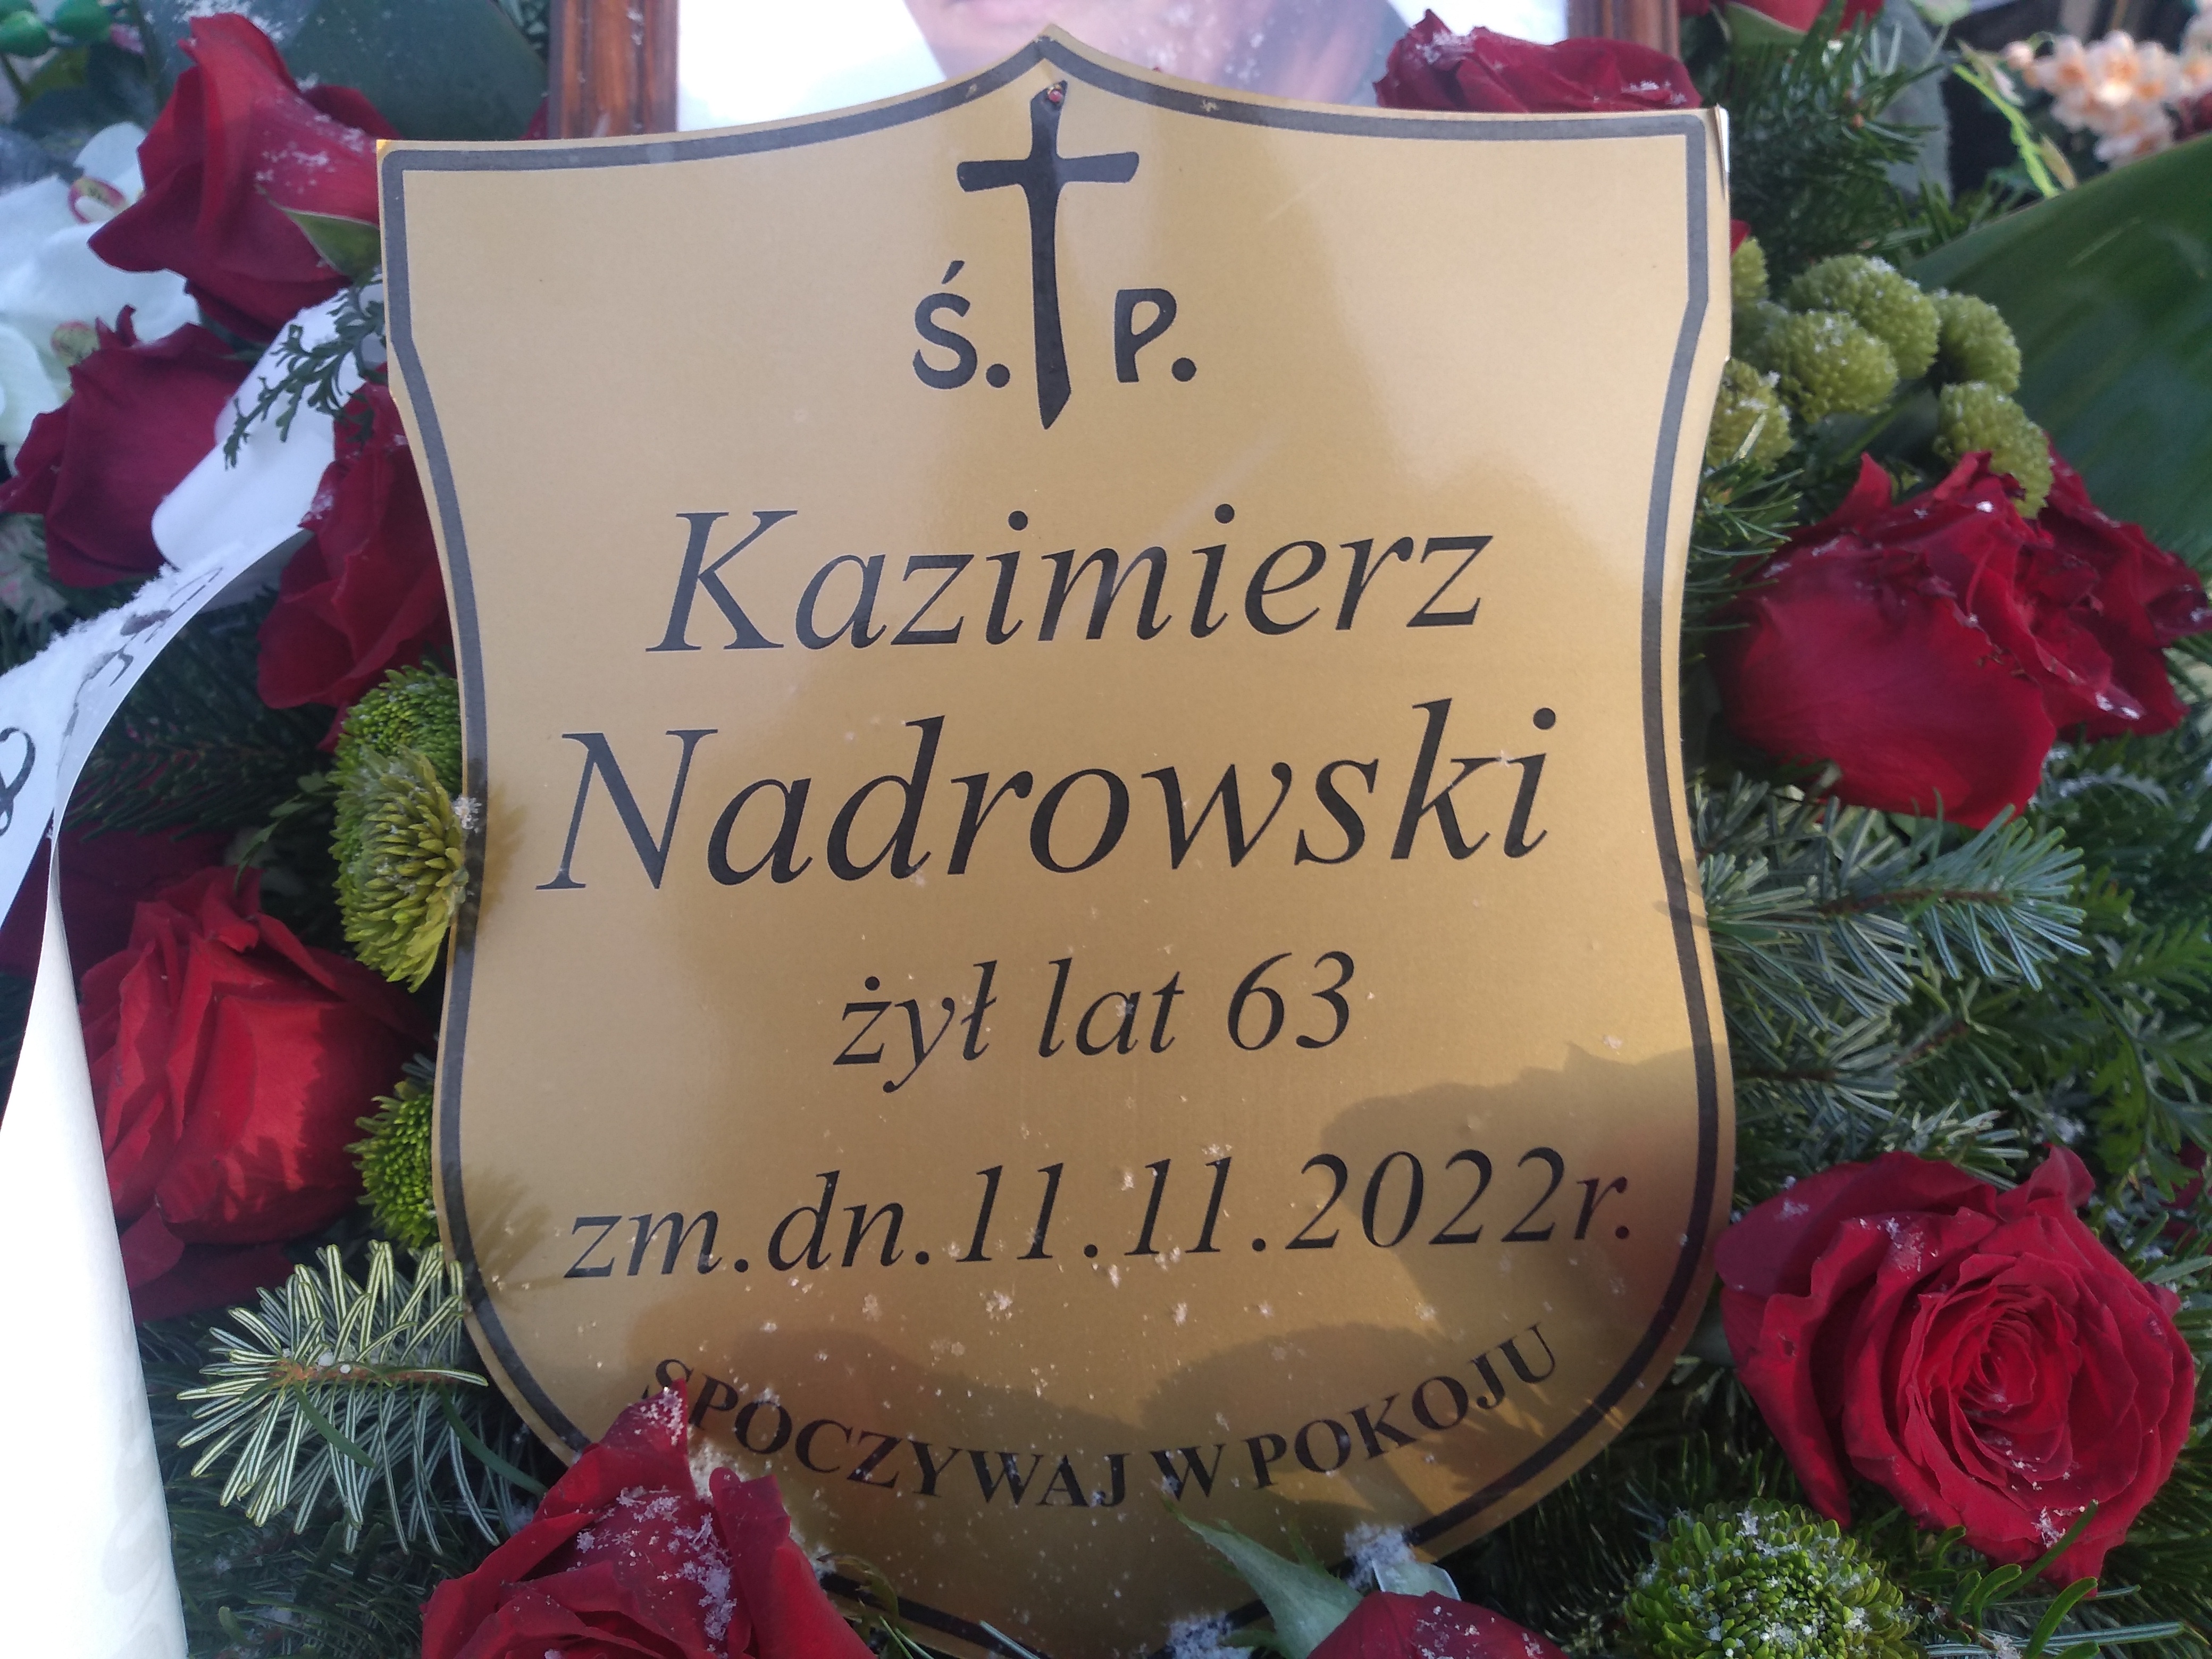 Ś. P.
Kazimierz
Nadrowski
żył lat 63
zm.dn.11.11.2022r.
SPOCZYWAJ W POKOJU